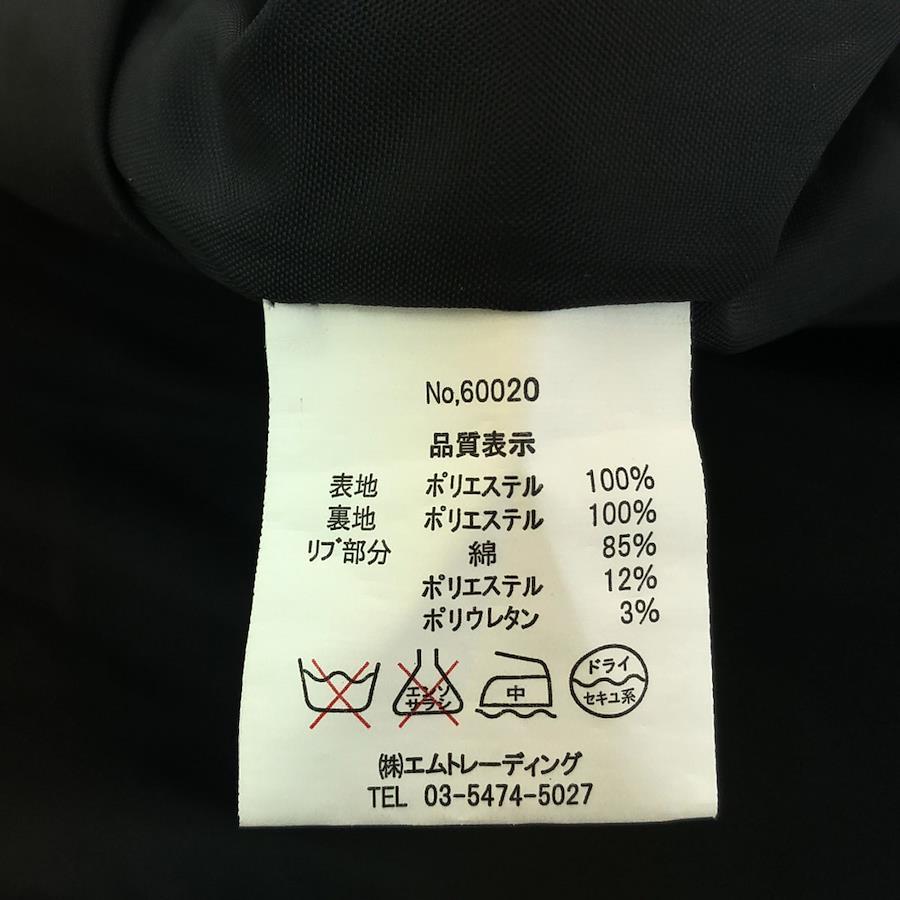 No,60020
品質表示
表地 ポリエステル 100%
裏地 ポリエステル 100%
リブ部分 綿 85%
ポリエステル 12%
ポリウレタン 3%
エンソ
サラシ
中
ドライ
セキユ系
㈱エムトレーディング
TEL 03-5474-5027